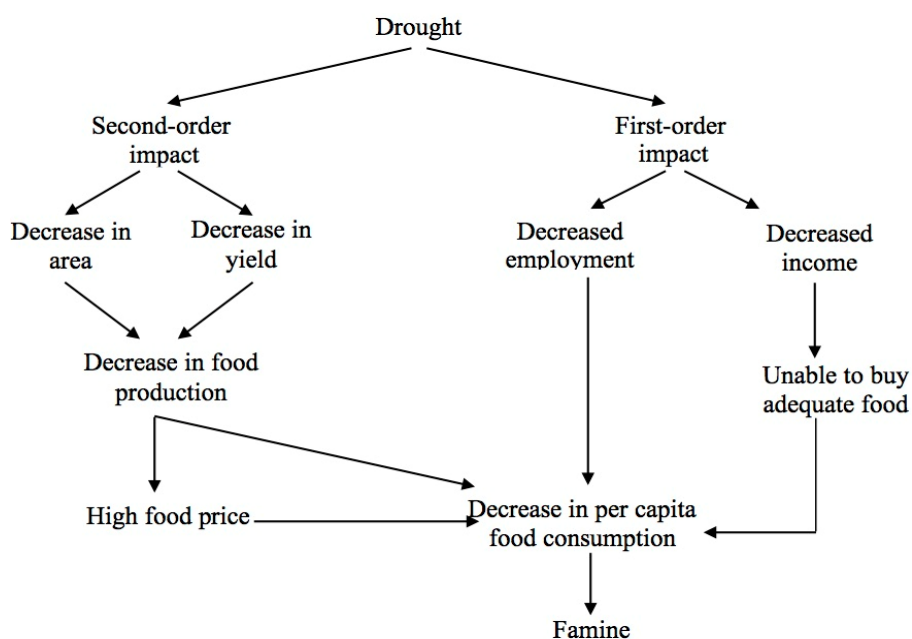 Drought
Second-order
impact
First-order
impact
Decrease in
area
Decrease in
yield
Decreased
employment
Decreased
income
Decrease in food
production
Unable to buy
adequate food
High food price
Decrease in per capita
food consumption
Famine